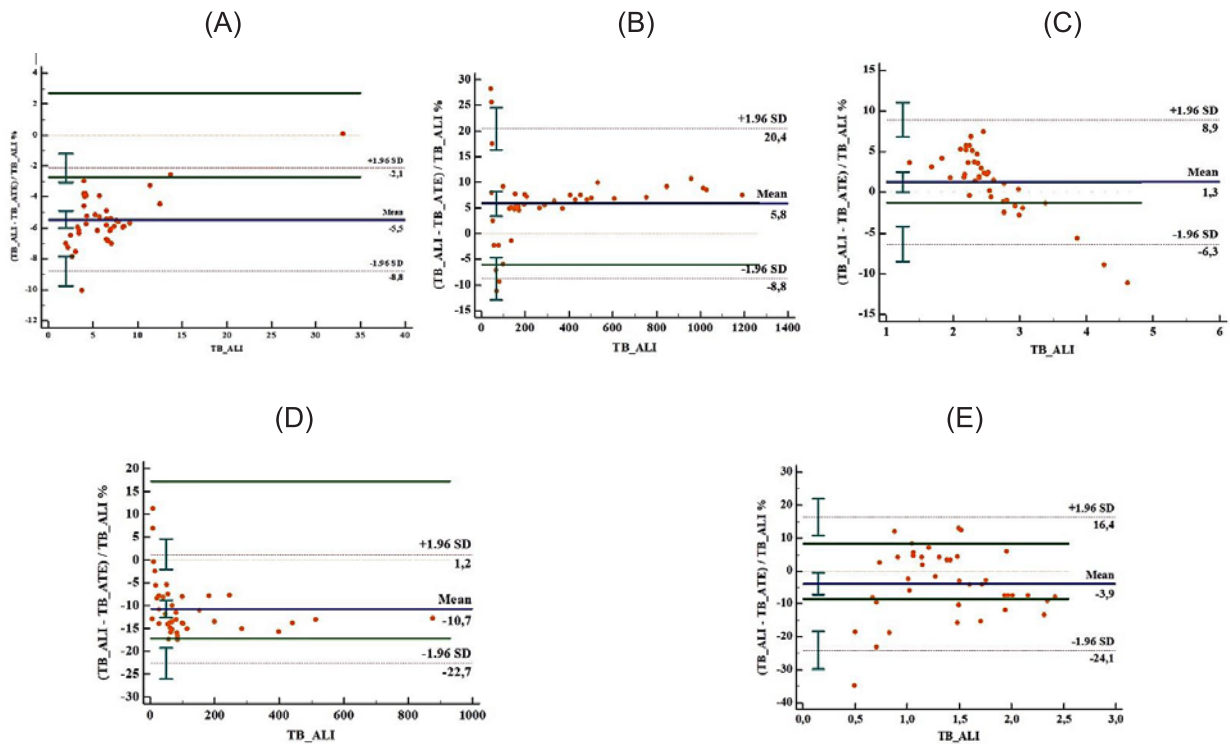 (A)
(TB_ALI - TB_ATE) / TB_ALI %
4
2
0
-2
-4
-6
-8
-10
-12
+1.96 SD
-2,1
Mean
-5,5
-1.96 SD
-8,8
0 5 10 15 20 25 30 35 40
TB_ALI
(B)
(TB_ALI - TB_ATE) / TB_ALI %
30
25
20
15
10
5
0
-5
-10
-15
+1.96 SD
20,4
Mean
5,8
-1.96 SD
-8,8
0 200 400 600 800 1000 1200 1400
TB_ALI
(C)
(TB_ALI - TB_ATE) / TB_ALI %
15
10
5
0
-5
-10
-15
+1.96 SD
8,9
Mean
1,3
-1.96 SD
-6,3
1 2 3 4 5 6
TB_ALI
(D)
(TB_ALI - TB_ATE) / TB_ALI %
20
15
10
5
0
-5
-10
-15
-20
-25
-30
+1.96 SD
1,2
Mean
-10,7
-1.96 SD
-22,7
0 200 400 600 800 1000
TB_ALI
(E)
(TB_ALI - TB_ATE) / TB_ALI %
30
20
10
0
-10
-20
-30
-40
+1.96 SD
16,4
Mean
-3,9
-1.96 SD
-24,1
0,0 0,5 1,0 1,5 2,0 2,5 3,0
TB_ALI